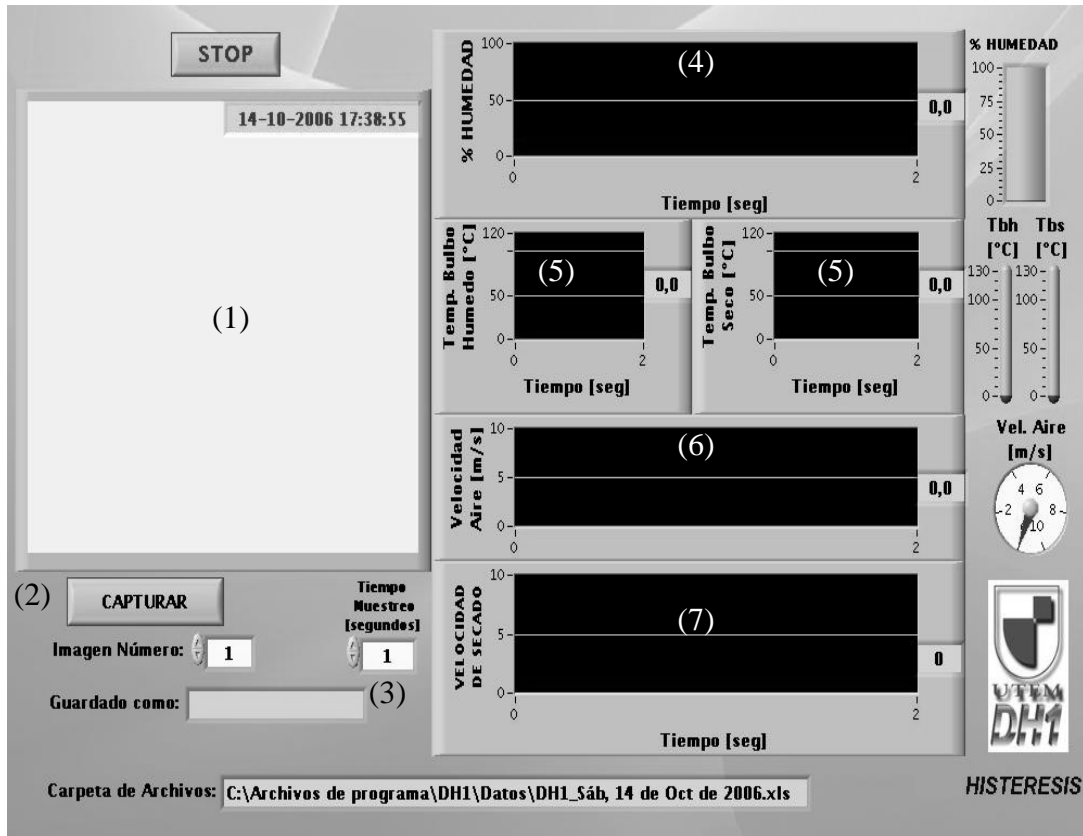 STOP
14-10-2006 17:38:55
(1)
(2)
CAPTURAR
Tiempo
Muestreo
[segundos]
Imagen Número: 1
1
Guardado como:
(3)
Carpeta de Archivos: C:\Archivos de programa\DH1\Datos\DH1_Sáb, 14 de Oct de 2006.xls
% HUMEDAD
100
50
0
(4)
0,0
0
2
Tiempo [seg]
Temp. Bulbo
Humedo [°C]
120
50
0
(5)
0,0
0
2
Tiempo [seg]
Temp. Bulbo
Seco [°C]
120
50
0
(5)
0,0
0
2
Tiempo [seg]
Velocidad
Aire [m/s]
10
5
0
(6)
0,0
0
2
VELOCIDAD
DE SECADO
10
5
0
(7)
0
0
2
Tiempo [seg]
% HUMEDAD
100
75
50
25
0
Tbh Tbs
[°C] [°C]
130 130
100 100
50 50
0 0
Vel. Aire
[m/s]
4 6
2 8
0 10
UTEM
DH1
HISTERESIS